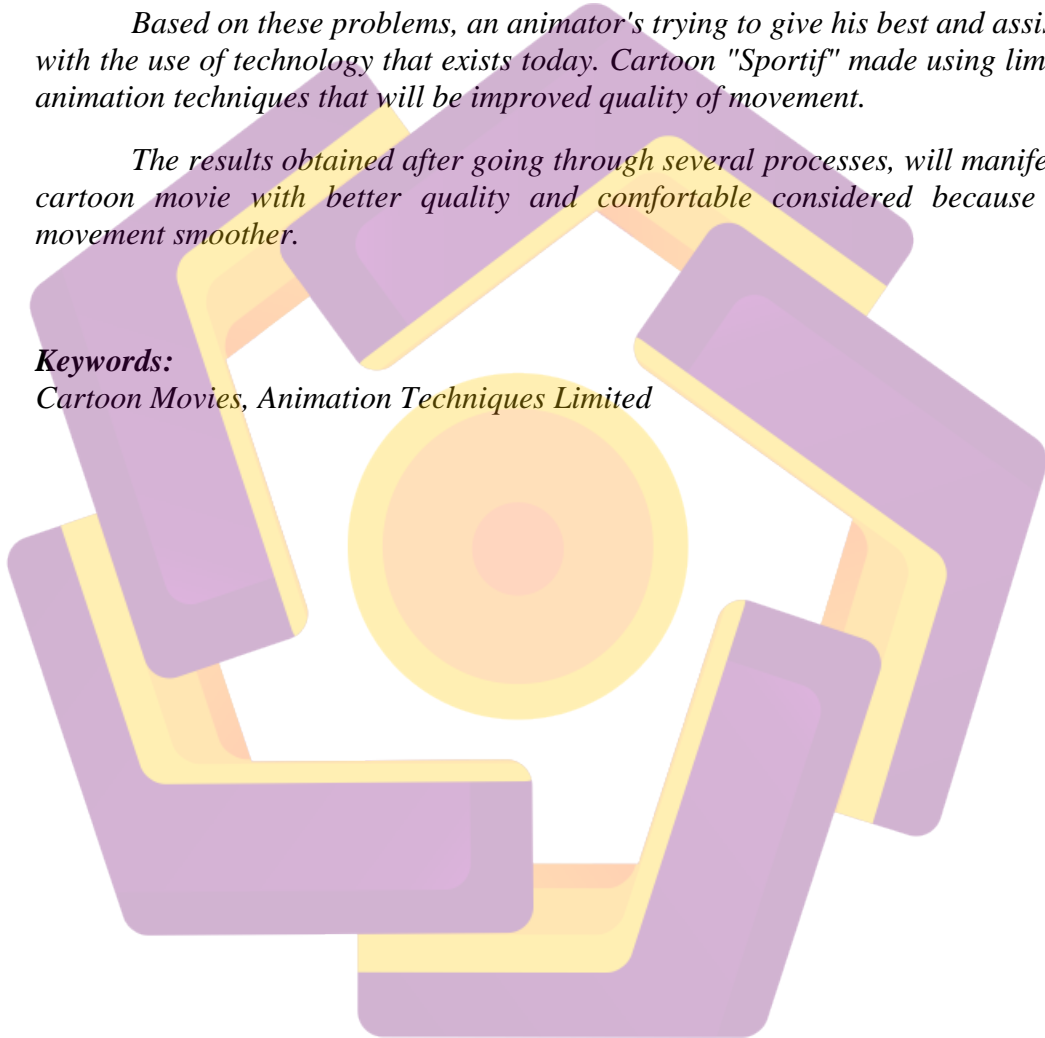 Based on these problems, an animator's trying to give his best and assis
with the use of technology that exists today. Cartoon "Sportif" made using lim
animation techniques that will be improved quality of movement.
The results obtained after going through several processes, will manife
cartoon movie with better quality and comfortable considered because
movement smoother.
Keywords:
Cartoon Movies, Animation Techniques Limited